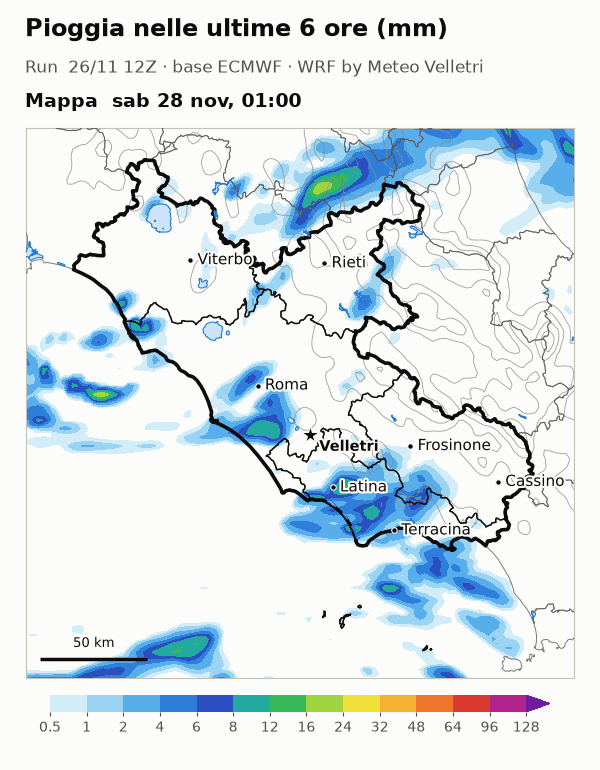 Pioggia nelle ultime 6 ore (mm)
Run  26/11 12Z · base ECMWF · WRF by Meteo Velletri
Mappa  sab 28 nov, 01:00
Viterbo
Rieti
Roma
Velletri
Frosinone
Latina
Cassino
Terracina
50 km
0.5 1 2 4 6 8 12 16 24 32 48 64 96 128